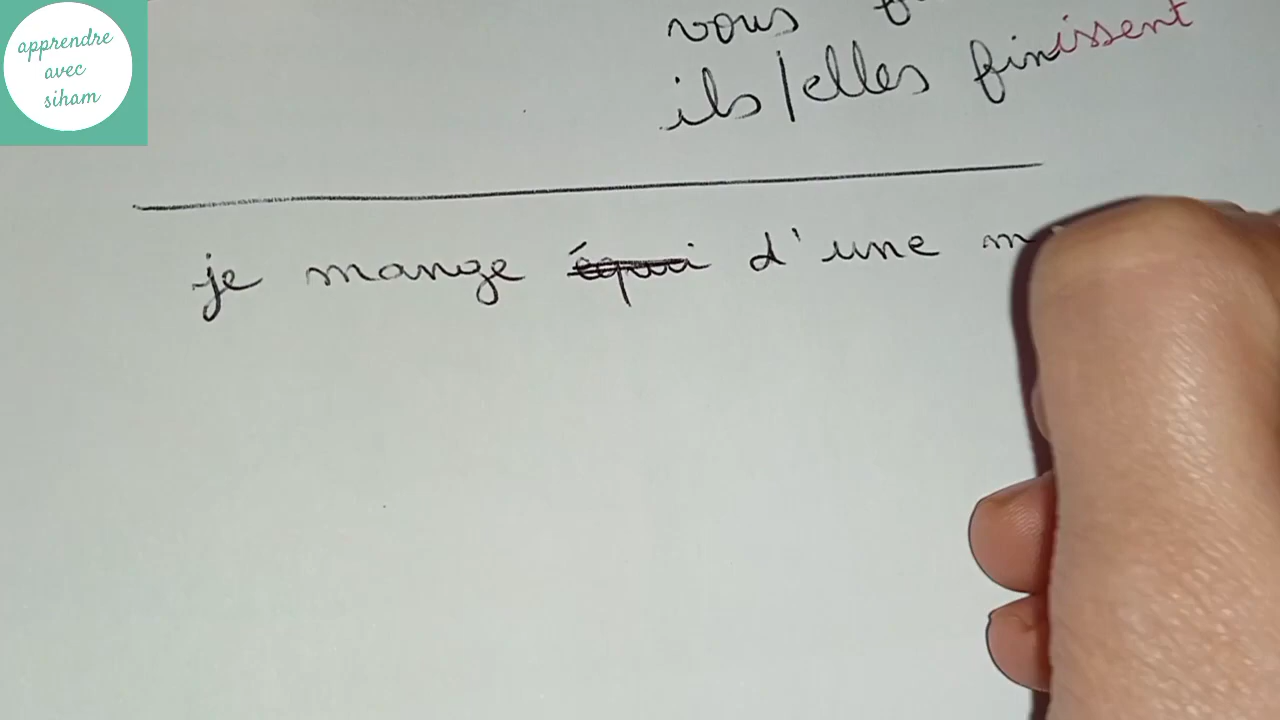 apprendre
avec
siham
vous
ils/elles finissent
je mange d'une